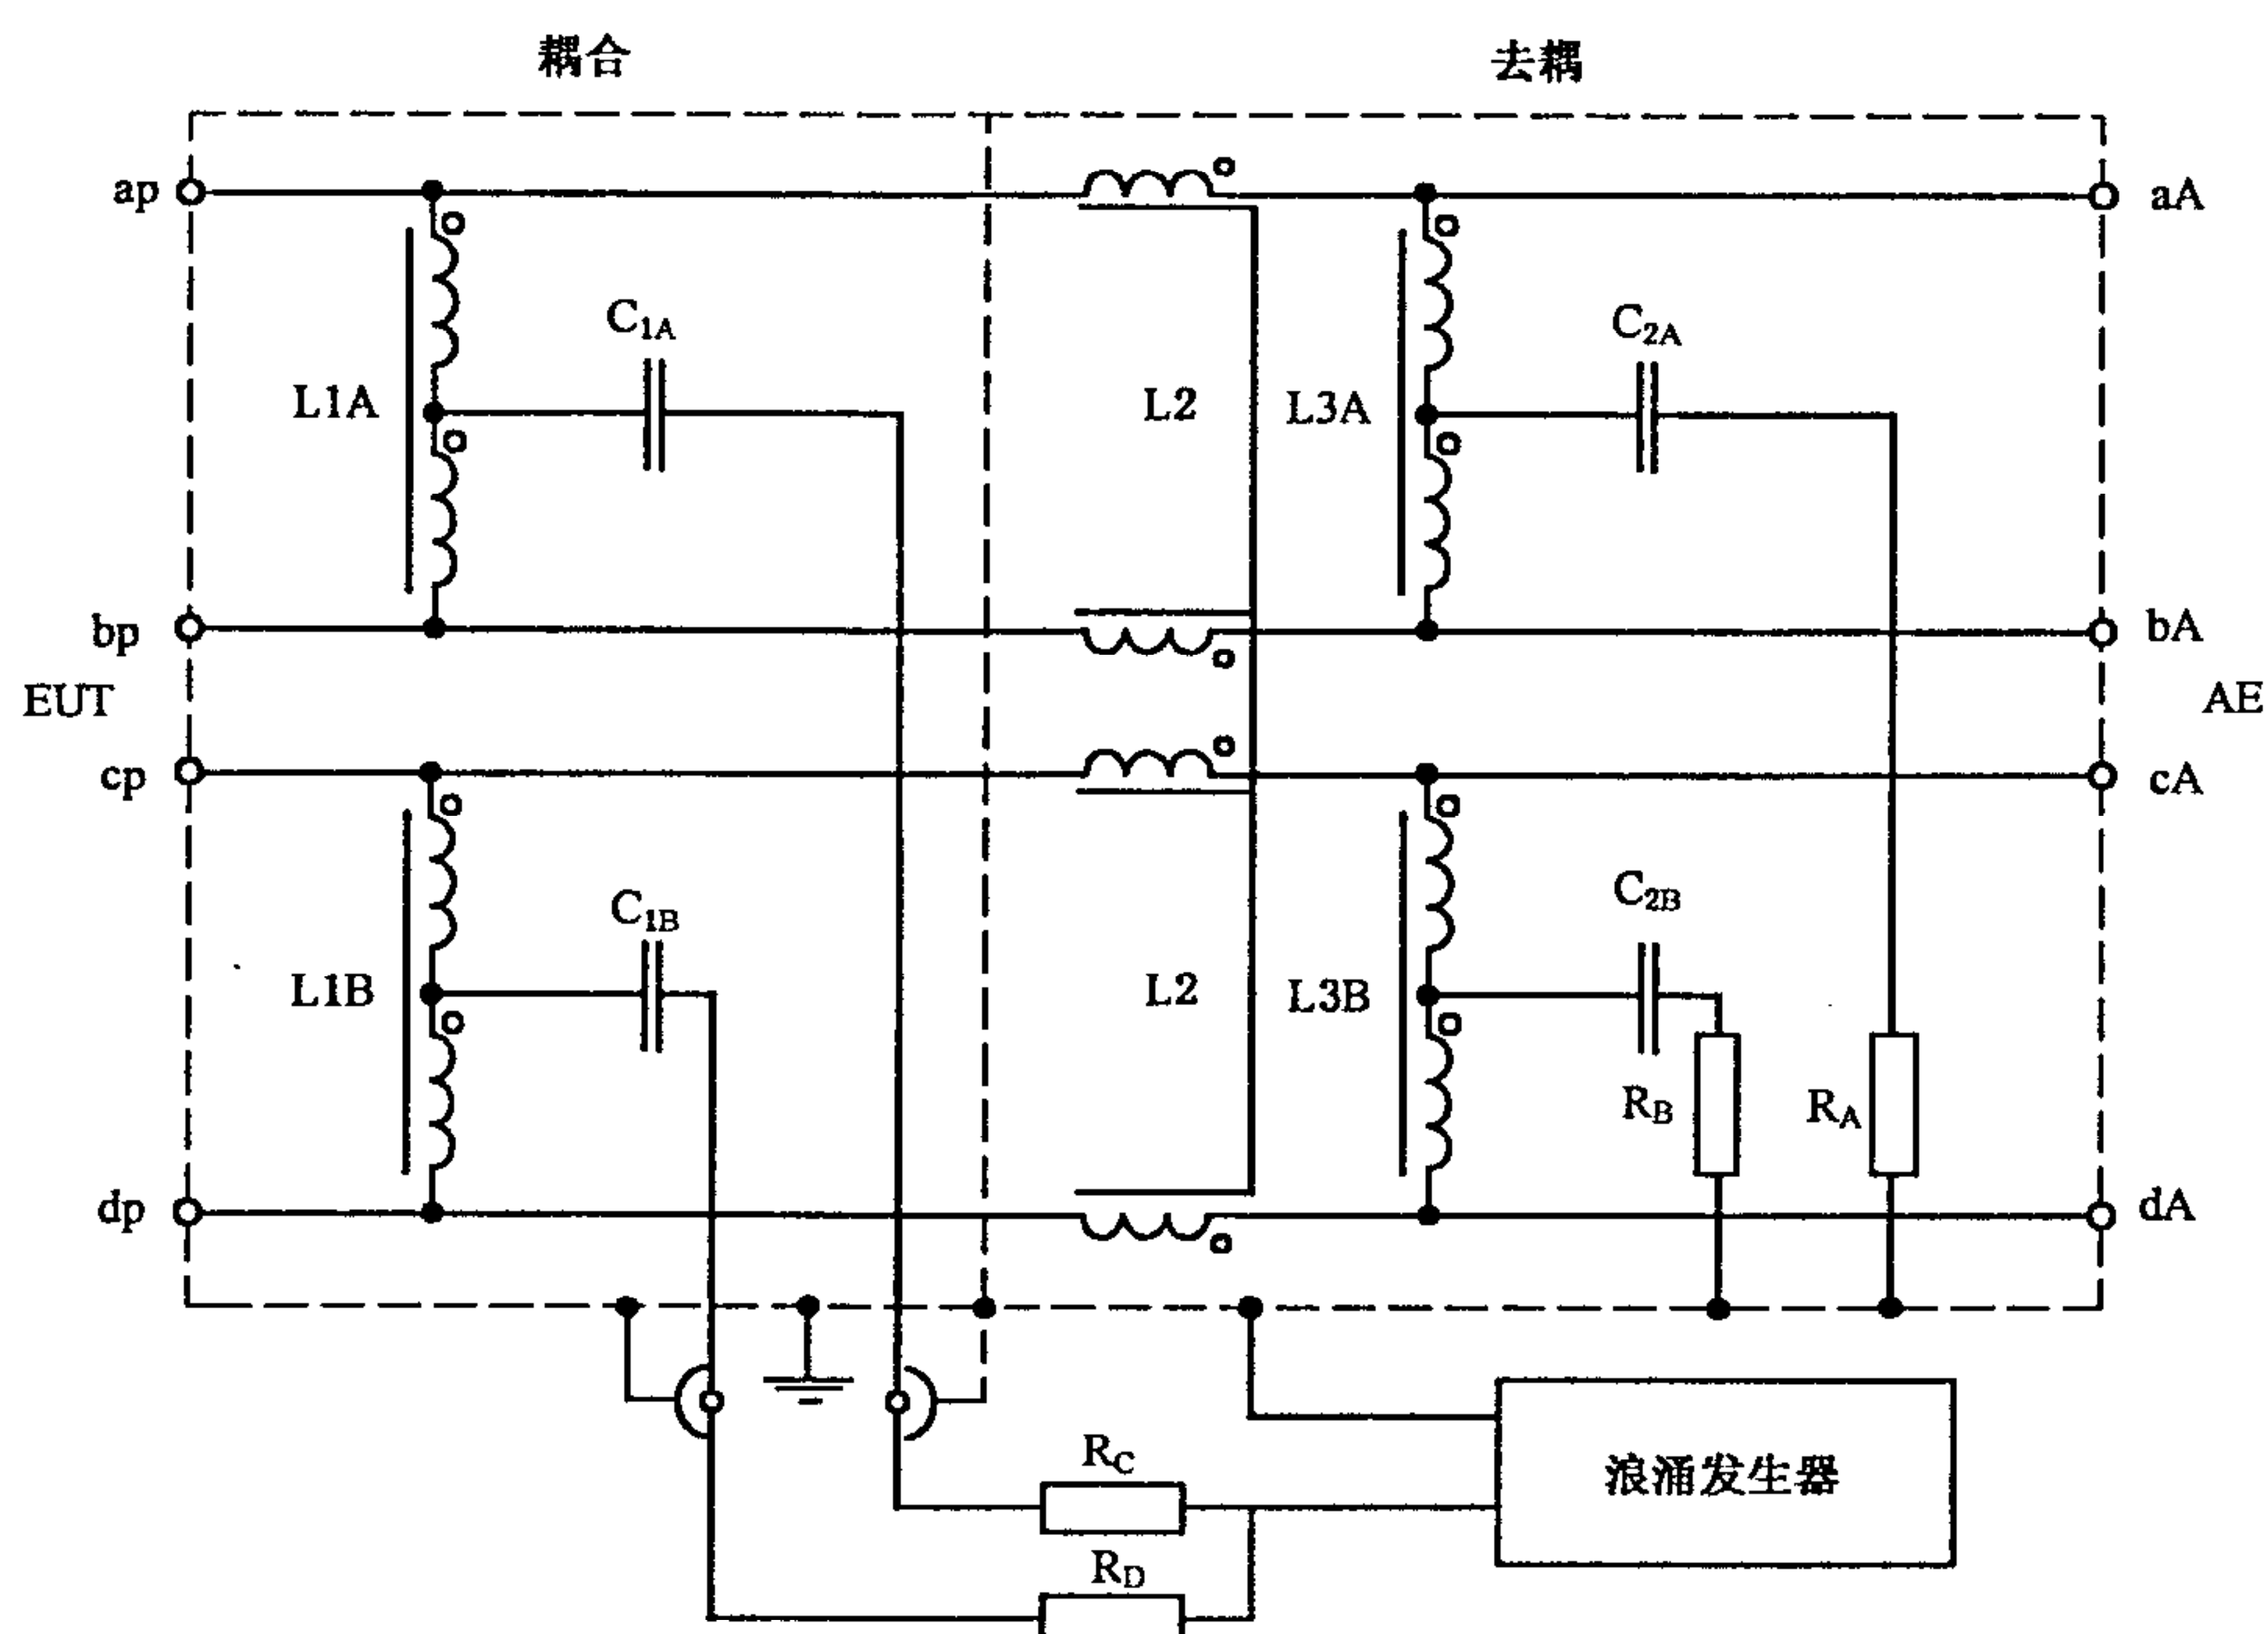 耦合
去耦
ap
aA
C1A
C2A
L1A
L2
L3A
bp
bA
EUT
AE
cp
cA
C1B
C2B
L1B
L2
L3B
RB
RA
dp
dA
RC
浪涌发生器
RD